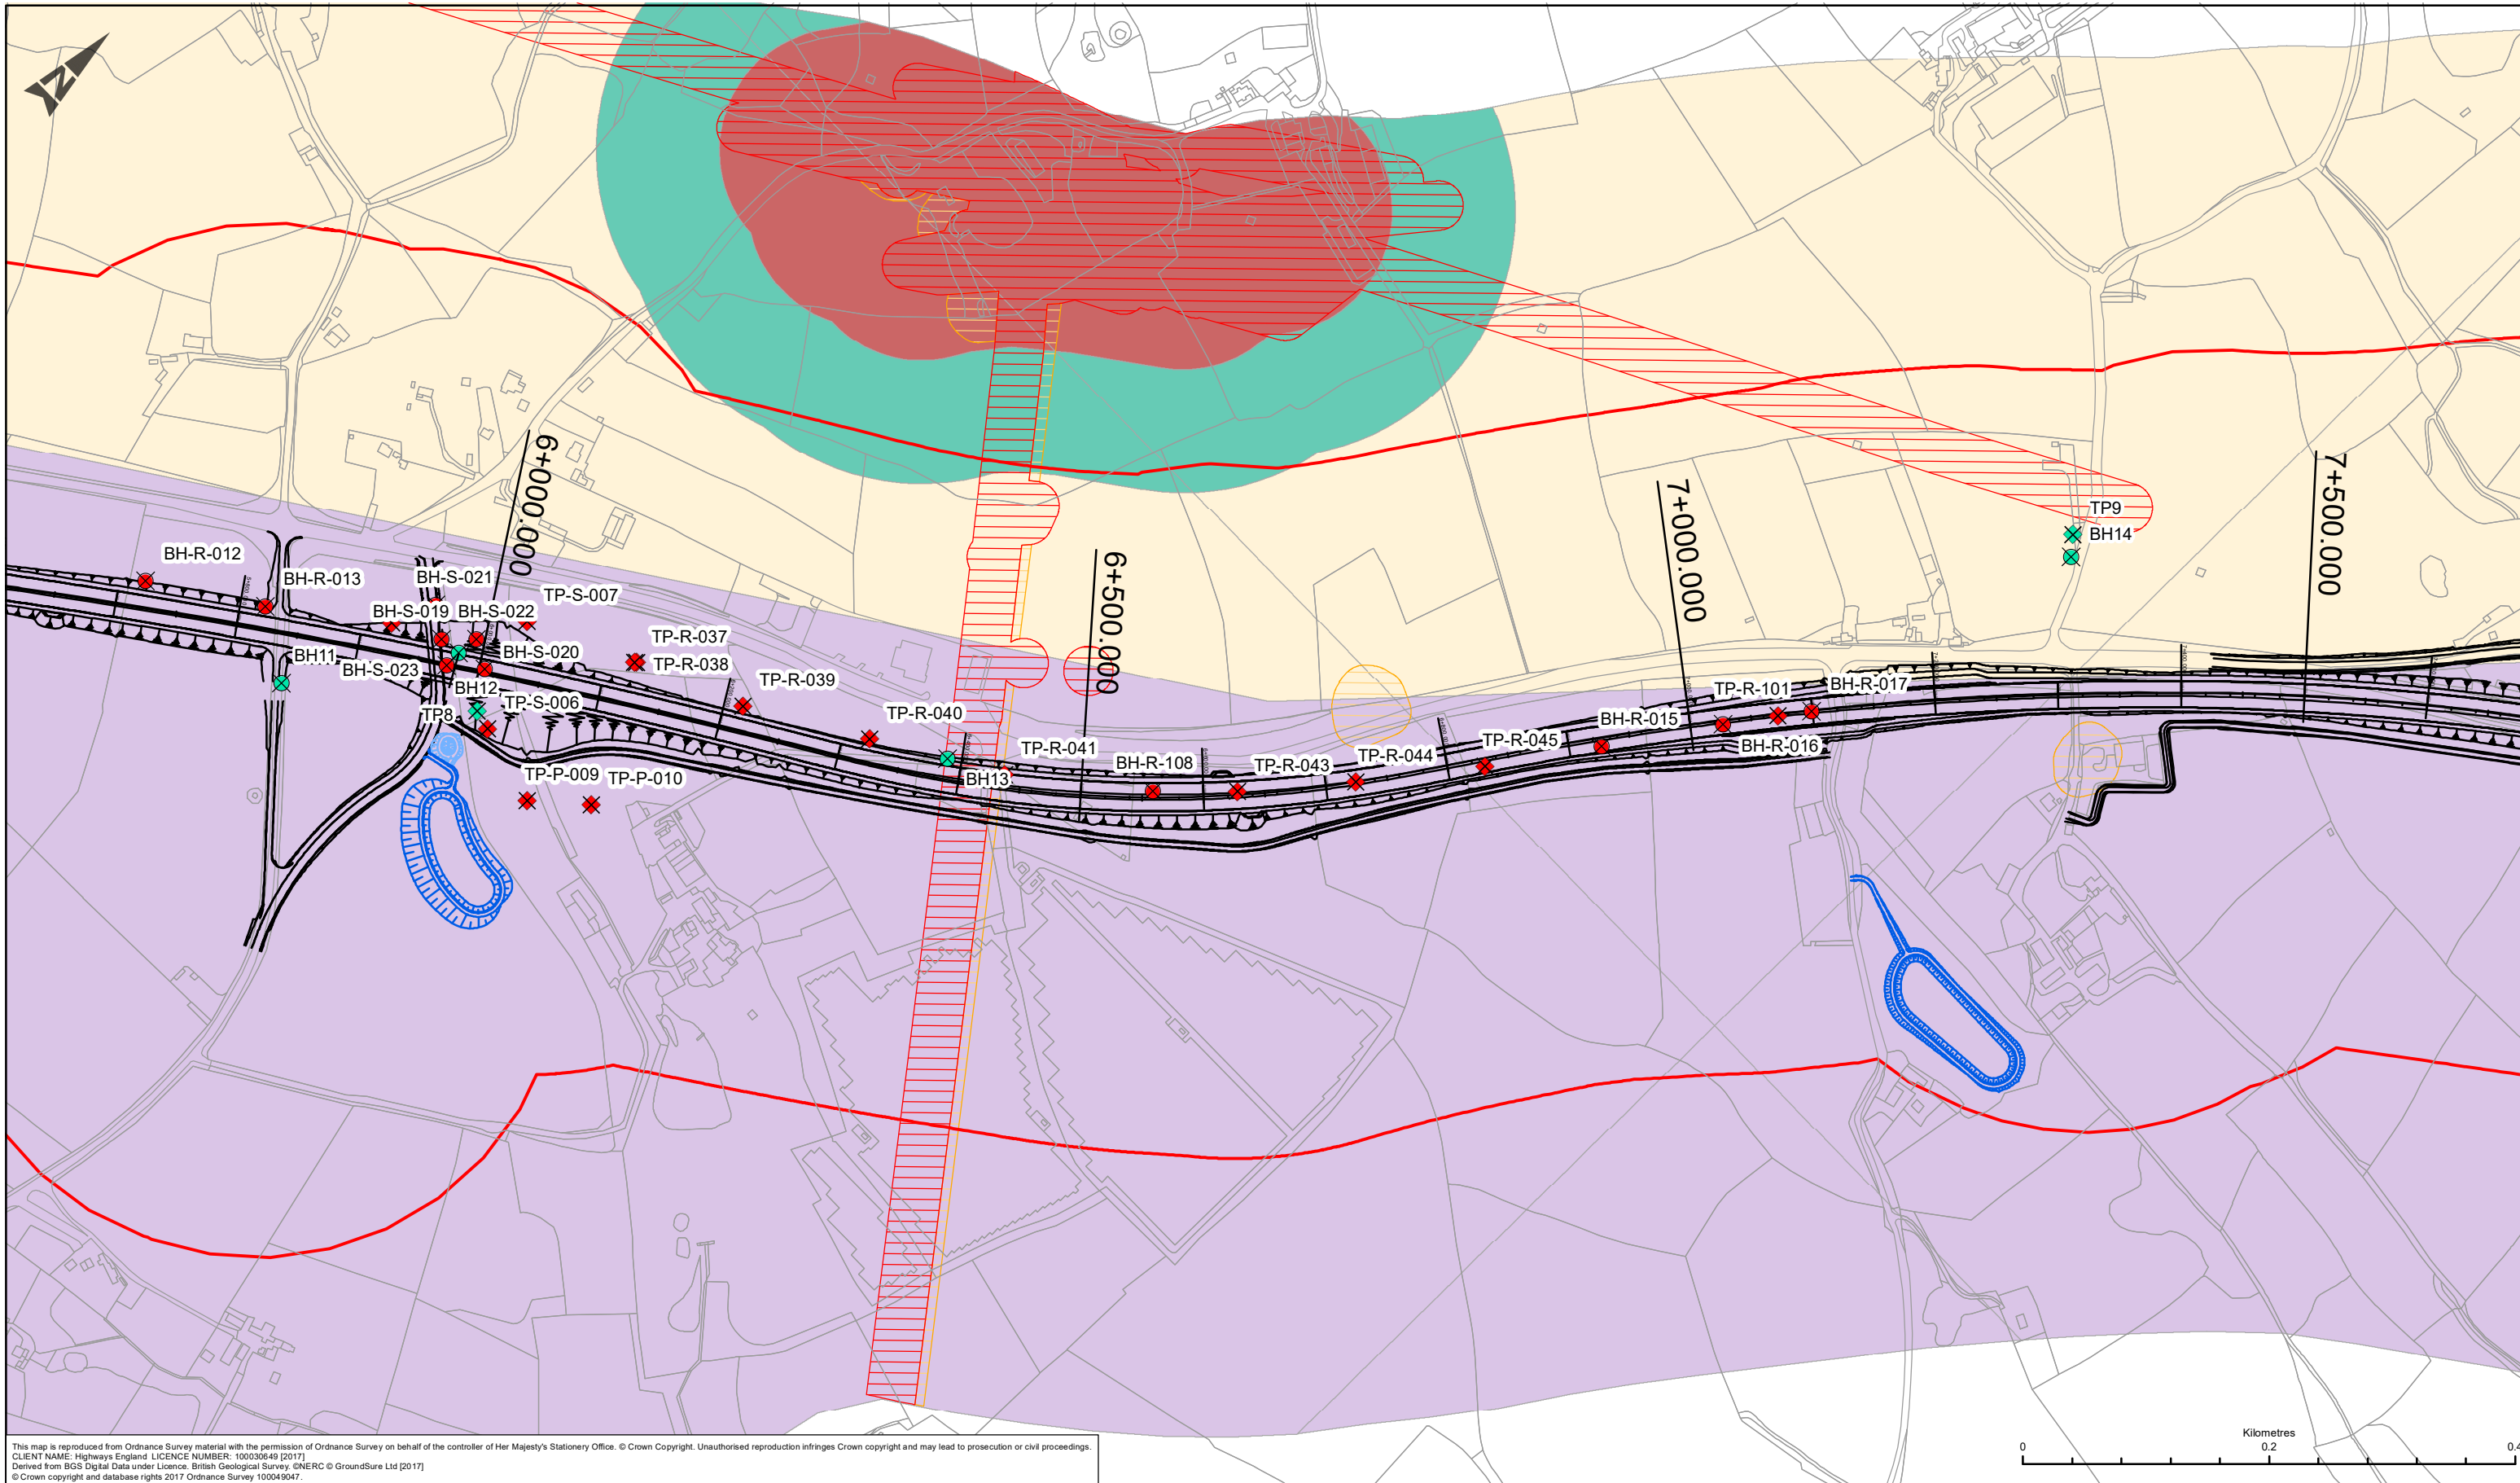 N
6+000.000
7+500.000
7+000.000
TP9
BH14
6+500.000
BH-R-012
BH-R-013
BH-S-021
TP-S-007
BH-S-019
BH-S-022
TP-R-037
BH11
BH-S-020
TP-R-038
BH-S-023
TP-R-039
BH12
TP-R-101
BH-R-017
TP-S-006
TP8
TP-R-040
BH-R-015
TP-R-041
TP-R-045
BH-R-016
TP-R-044
BH-R-108
TP-R-043
TP-P-009
TP-P-010
BH13
Kilometres
0
0.2
This map is reproduced from Ordnance Survey material with the permission of Ordnance Survey on behalf of the controller of Her Majesty's Stationery Office. © Crown Copyright. Unauthorised reproduction infringes Crown copyright and may lead to prosecution or civil proceedings.
CLIENT NAME: Highways England LICENCE NUMBER: 100030649 [2017]
Derived from BGS Digital Data under Licence. British Geological Survey. ©NERC © GroundSure Ltd [2017]
© Crown copyright and database rights 2017 Ordnance Survey 100049047.